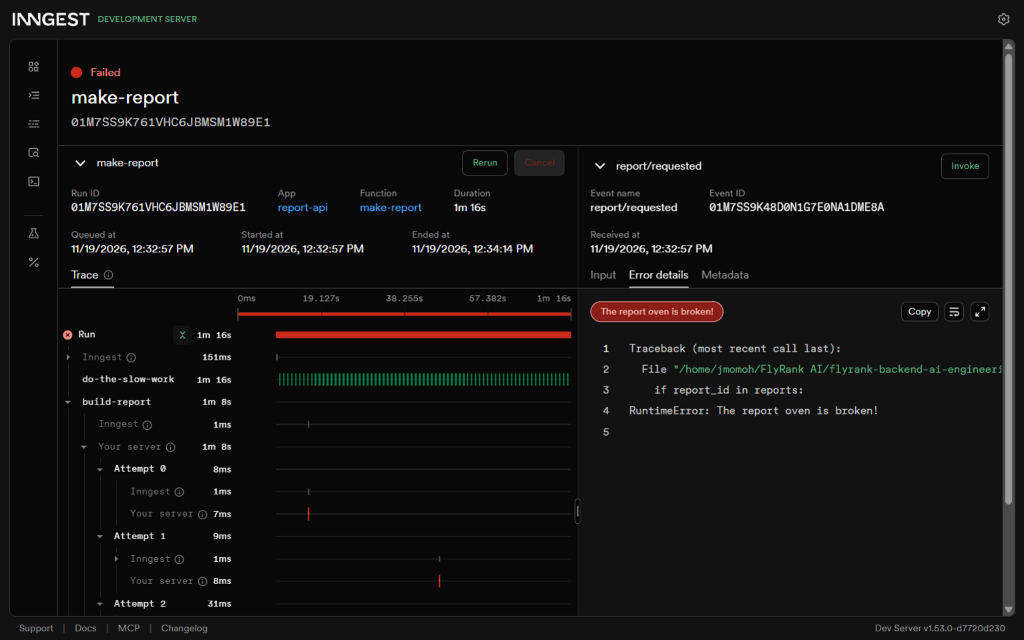 INNGEST DEVELOPMENT SERVER
Failed
make-report
01M7SS9K761VHC6JBMSM1W89E1
make-report
Rerun
Cancel
Run ID
01M7SS9K761VHC6JBMSM1W89E1
App
report-api
Function
make-report
Duration
1m 16s
Queued at
11/19/2026, 12:32:57 PM
Started at
11/19/2026, 12:32:57 PM
Ended at
11/19/2026, 12:34:14 PM
Trace
0ms 19.127s 38.255s 57.382s 1m 16s
Run 1m 16s
Inngest 151ms
do-the-slow-work 1m 16s
build-report 1m 8s
Inngest 1ms
Your server 1m 8s
Attempt 0 8ms
Inngest 1ms
Your server 7ms
Attempt 1 9ms
Inngest 1ms
Your server 8ms
Attempt 2 31ms
report/requested
Invoke
Event name
report/requested
Event ID
01M7SS9K48D0N1G7E0NA1DME8A
Received at
11/19/2026, 12:32:57 PM
Input Error details Metadata
The report oven is broken!
Copy
1 Traceback (most recent call last):
2 File "/home/jmomoh/FlyRank AI/flyrank-backend-ai-engineeri
3 if report_id in reports:
4 RuntimeError: The report oven is broken!
5
Support | Docs | MCP | Changelog
Dev Server v1.53.0-d7720d230